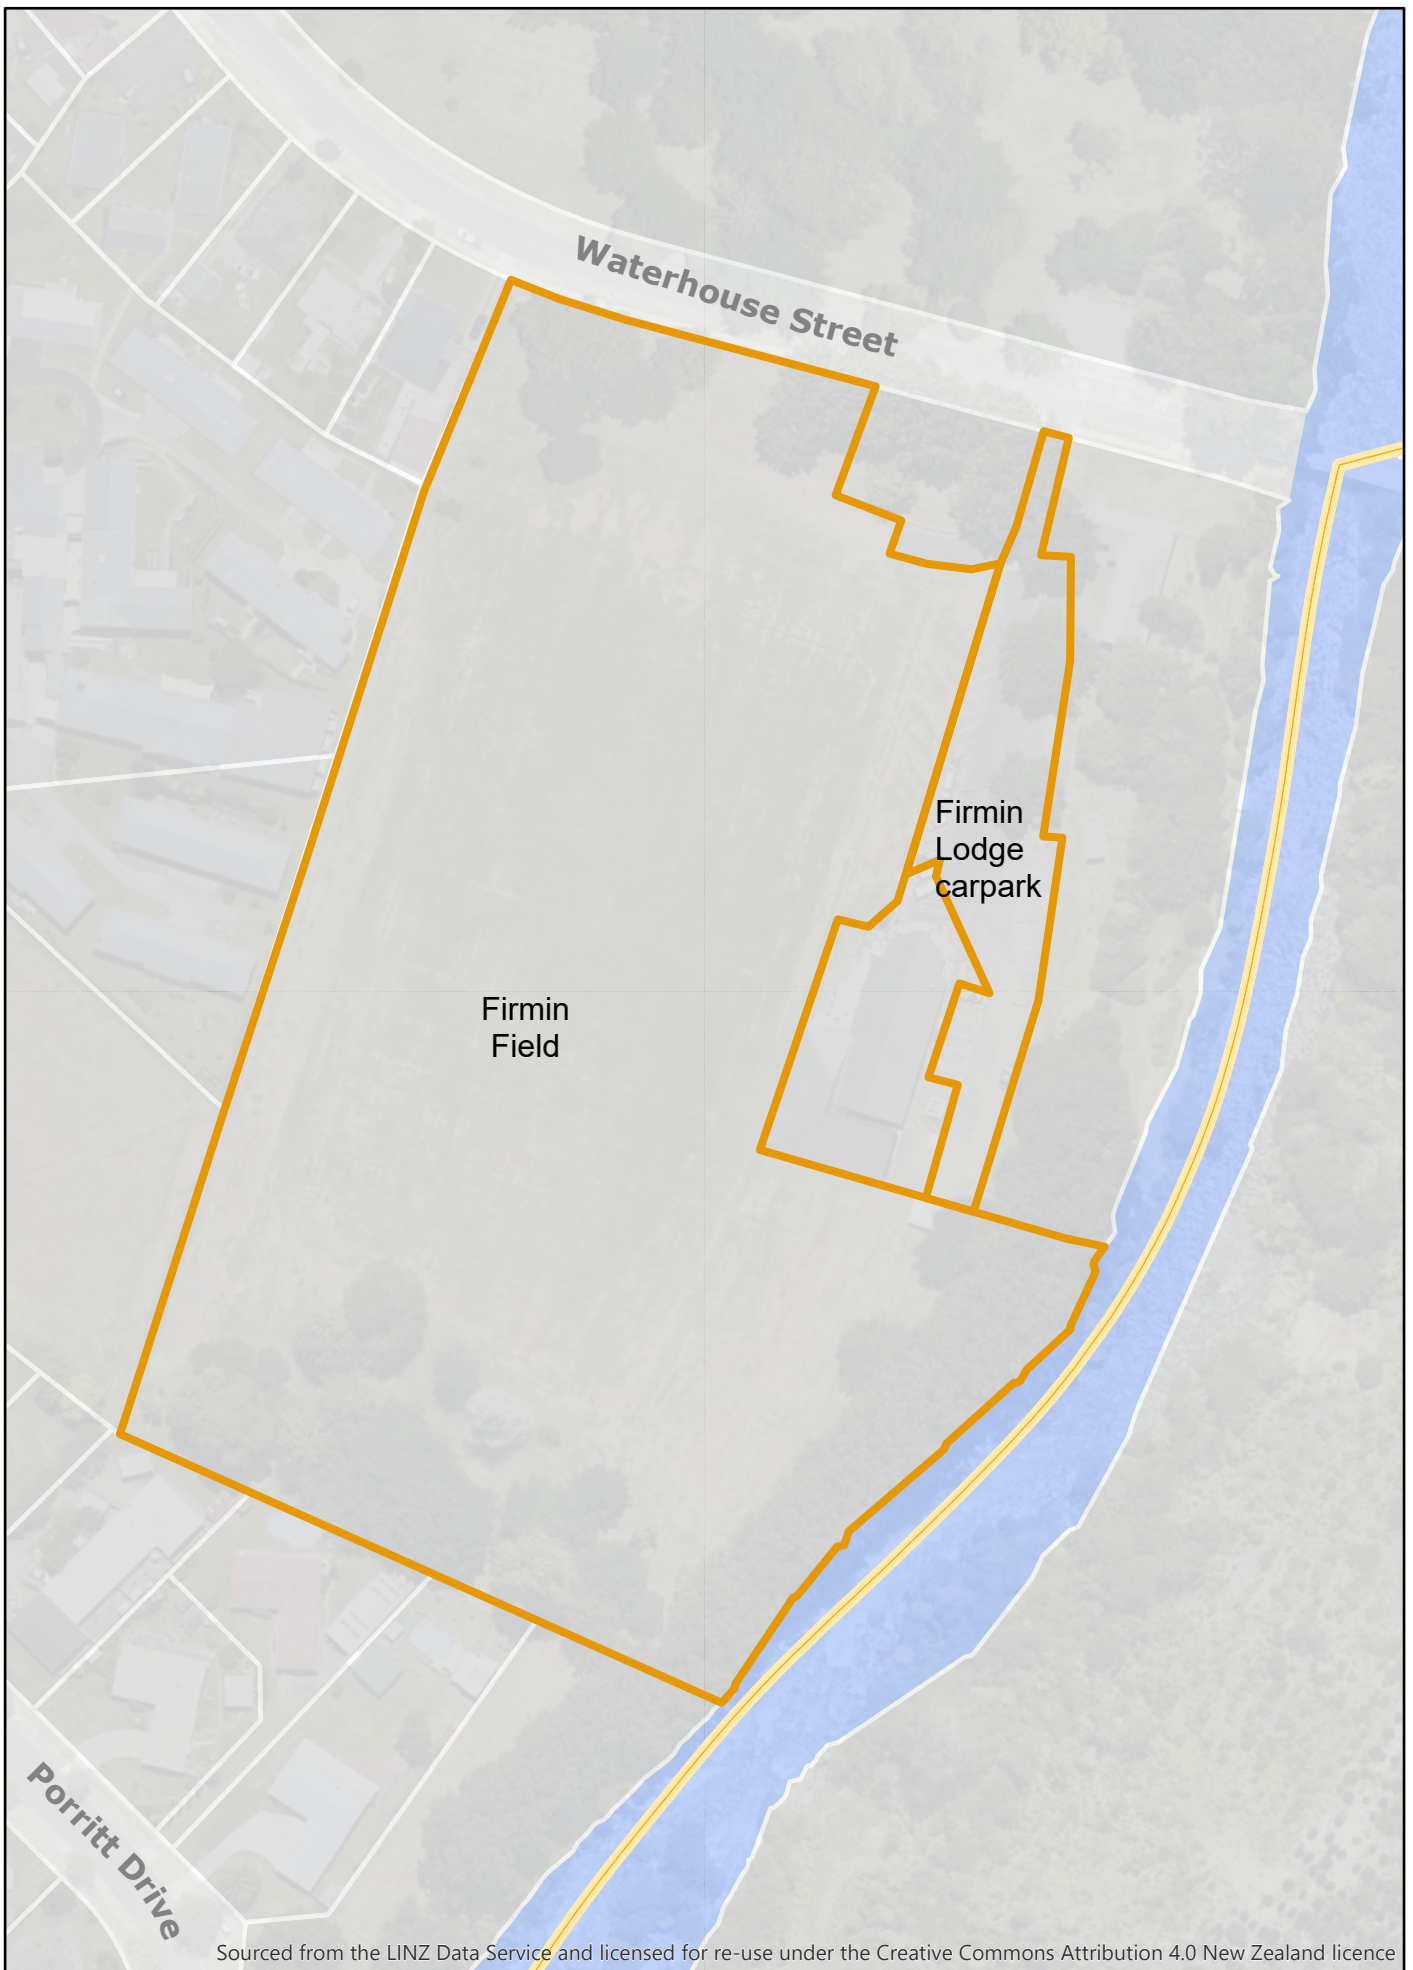 Waterhouse Street
Firmin
Lodge
carpark
Firmin
Field
Porritt Drive
Sourced from the LINZ Data Service and licensed for re-use under the Creative Commons Attribution 4.0 New Zealand licence